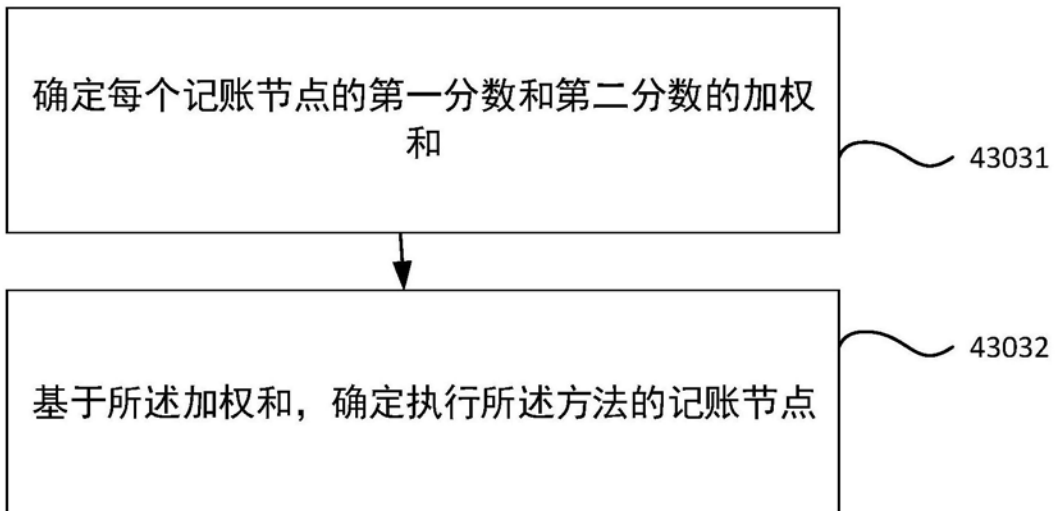 确定每个记账节点的第一分数和第二分数的加权
和
43031
43032
基于所述加权和，确定执行所述方法的记账节点